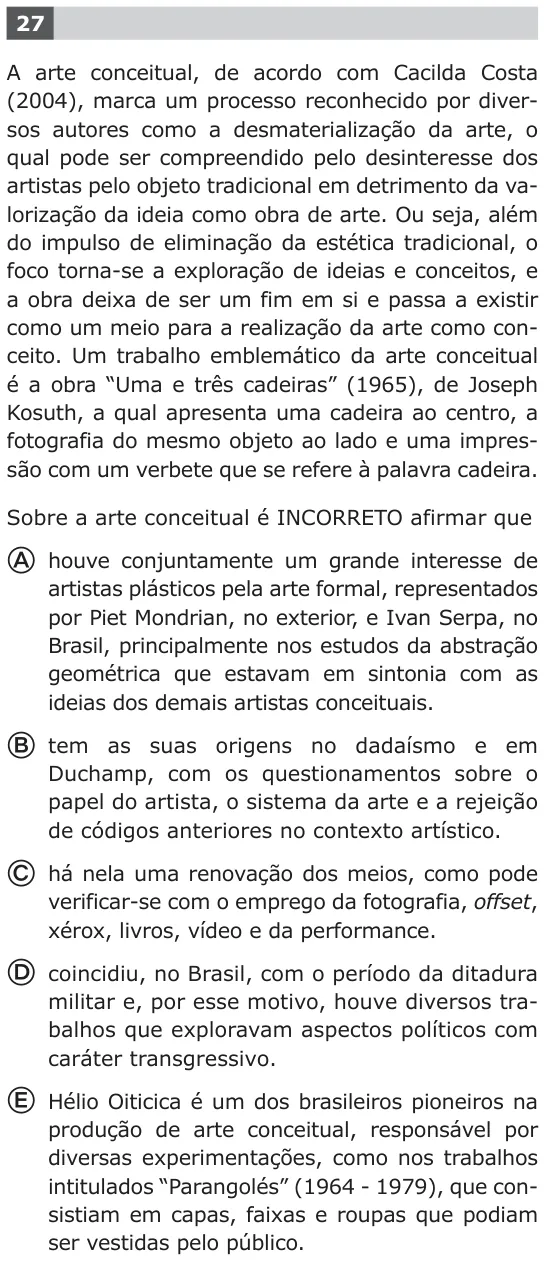 27
A arte conceitual, de acordo com Cacilda Costa
(2004), marca um processo reconhecido por diver-
sos autores como a desmaterialização da arte, o
qual pode ser compreendido pelo desinteresse dos
artistas pelo objeto tradicional em detrimento da va-
lorização da ideia como obra de arte. Ou seja, além
do impulso de eliminação da estética tradicional, o
foco torna-se a exploração de ideias e conceitos, e
a obra deixa de ser um fim em si e passa a existir
como um meio para a realização da arte como con-
ceito. Um trabalho emblemático da arte conceitual
é a obra “Uma e três cadeiras” (1965), de Joseph
Kosuth, a qual apresenta uma cadeira ao centro, a
fotografia do mesmo objeto ao lado e uma impres-
são com um verbete que se refere à palavra cadeira.
Sobre a arte conceitual é INCORRETO afirmar que
A houve conjuntamente um grande interesse de
artistas plásticos pela arte formal, representados
por Piet Mondrian, no exterior, e Ivan Serpa, no
Brasil, principalmente nos estudos da abstração
geométrica que estavam em sintonia com as
ideias dos demais artistas conceituais.
B tem as suas origens no dadaísmo e em
Duchamp, com os questionamentos sobre o
papel do artista, o sistema da arte e a rejeição
de códigos anteriores no contexto artístico.
C há nela uma renovação dos meios, como pode
verificar-se com o emprego da fotografia, offset,
xérox, livros, vídeo e da performance.
D coincidiu, no Brasil, com o período da ditadura
militar e, por esse motivo, houve diversos tra-
balhos que exploravam aspectos políticos com
caráter transgressivo.
E Hélio Oiticica é um dos brasileiros pioneiros na
produção de arte conceitual, responsável por
diversas experimentações, como nos trabalhos
intitulados “Parangolés” (1964 - 1979), que con-
sistiam em capas, faixas e roupas que podiam
ser vestidas pelo público.